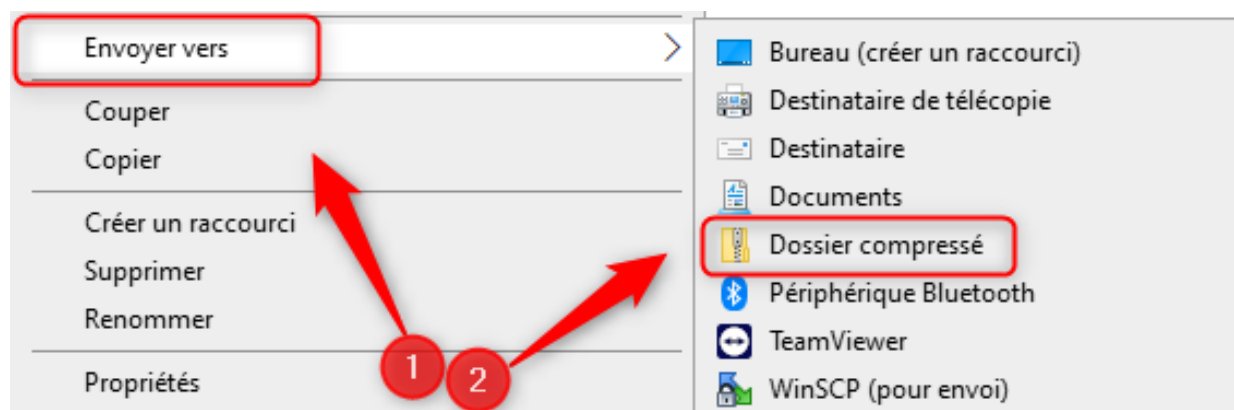 Envoyer vers
Couper
Copier
Créer un raccourci
Supprimer
Renommer
Propriétés
1
2
Bureau (créer un raccourci)
Destinataire de télécopie
Destinataire
Documents
Dossier compressé
Périphérique Bluetooth
TeamViewer
WinSCP (pour envoi)